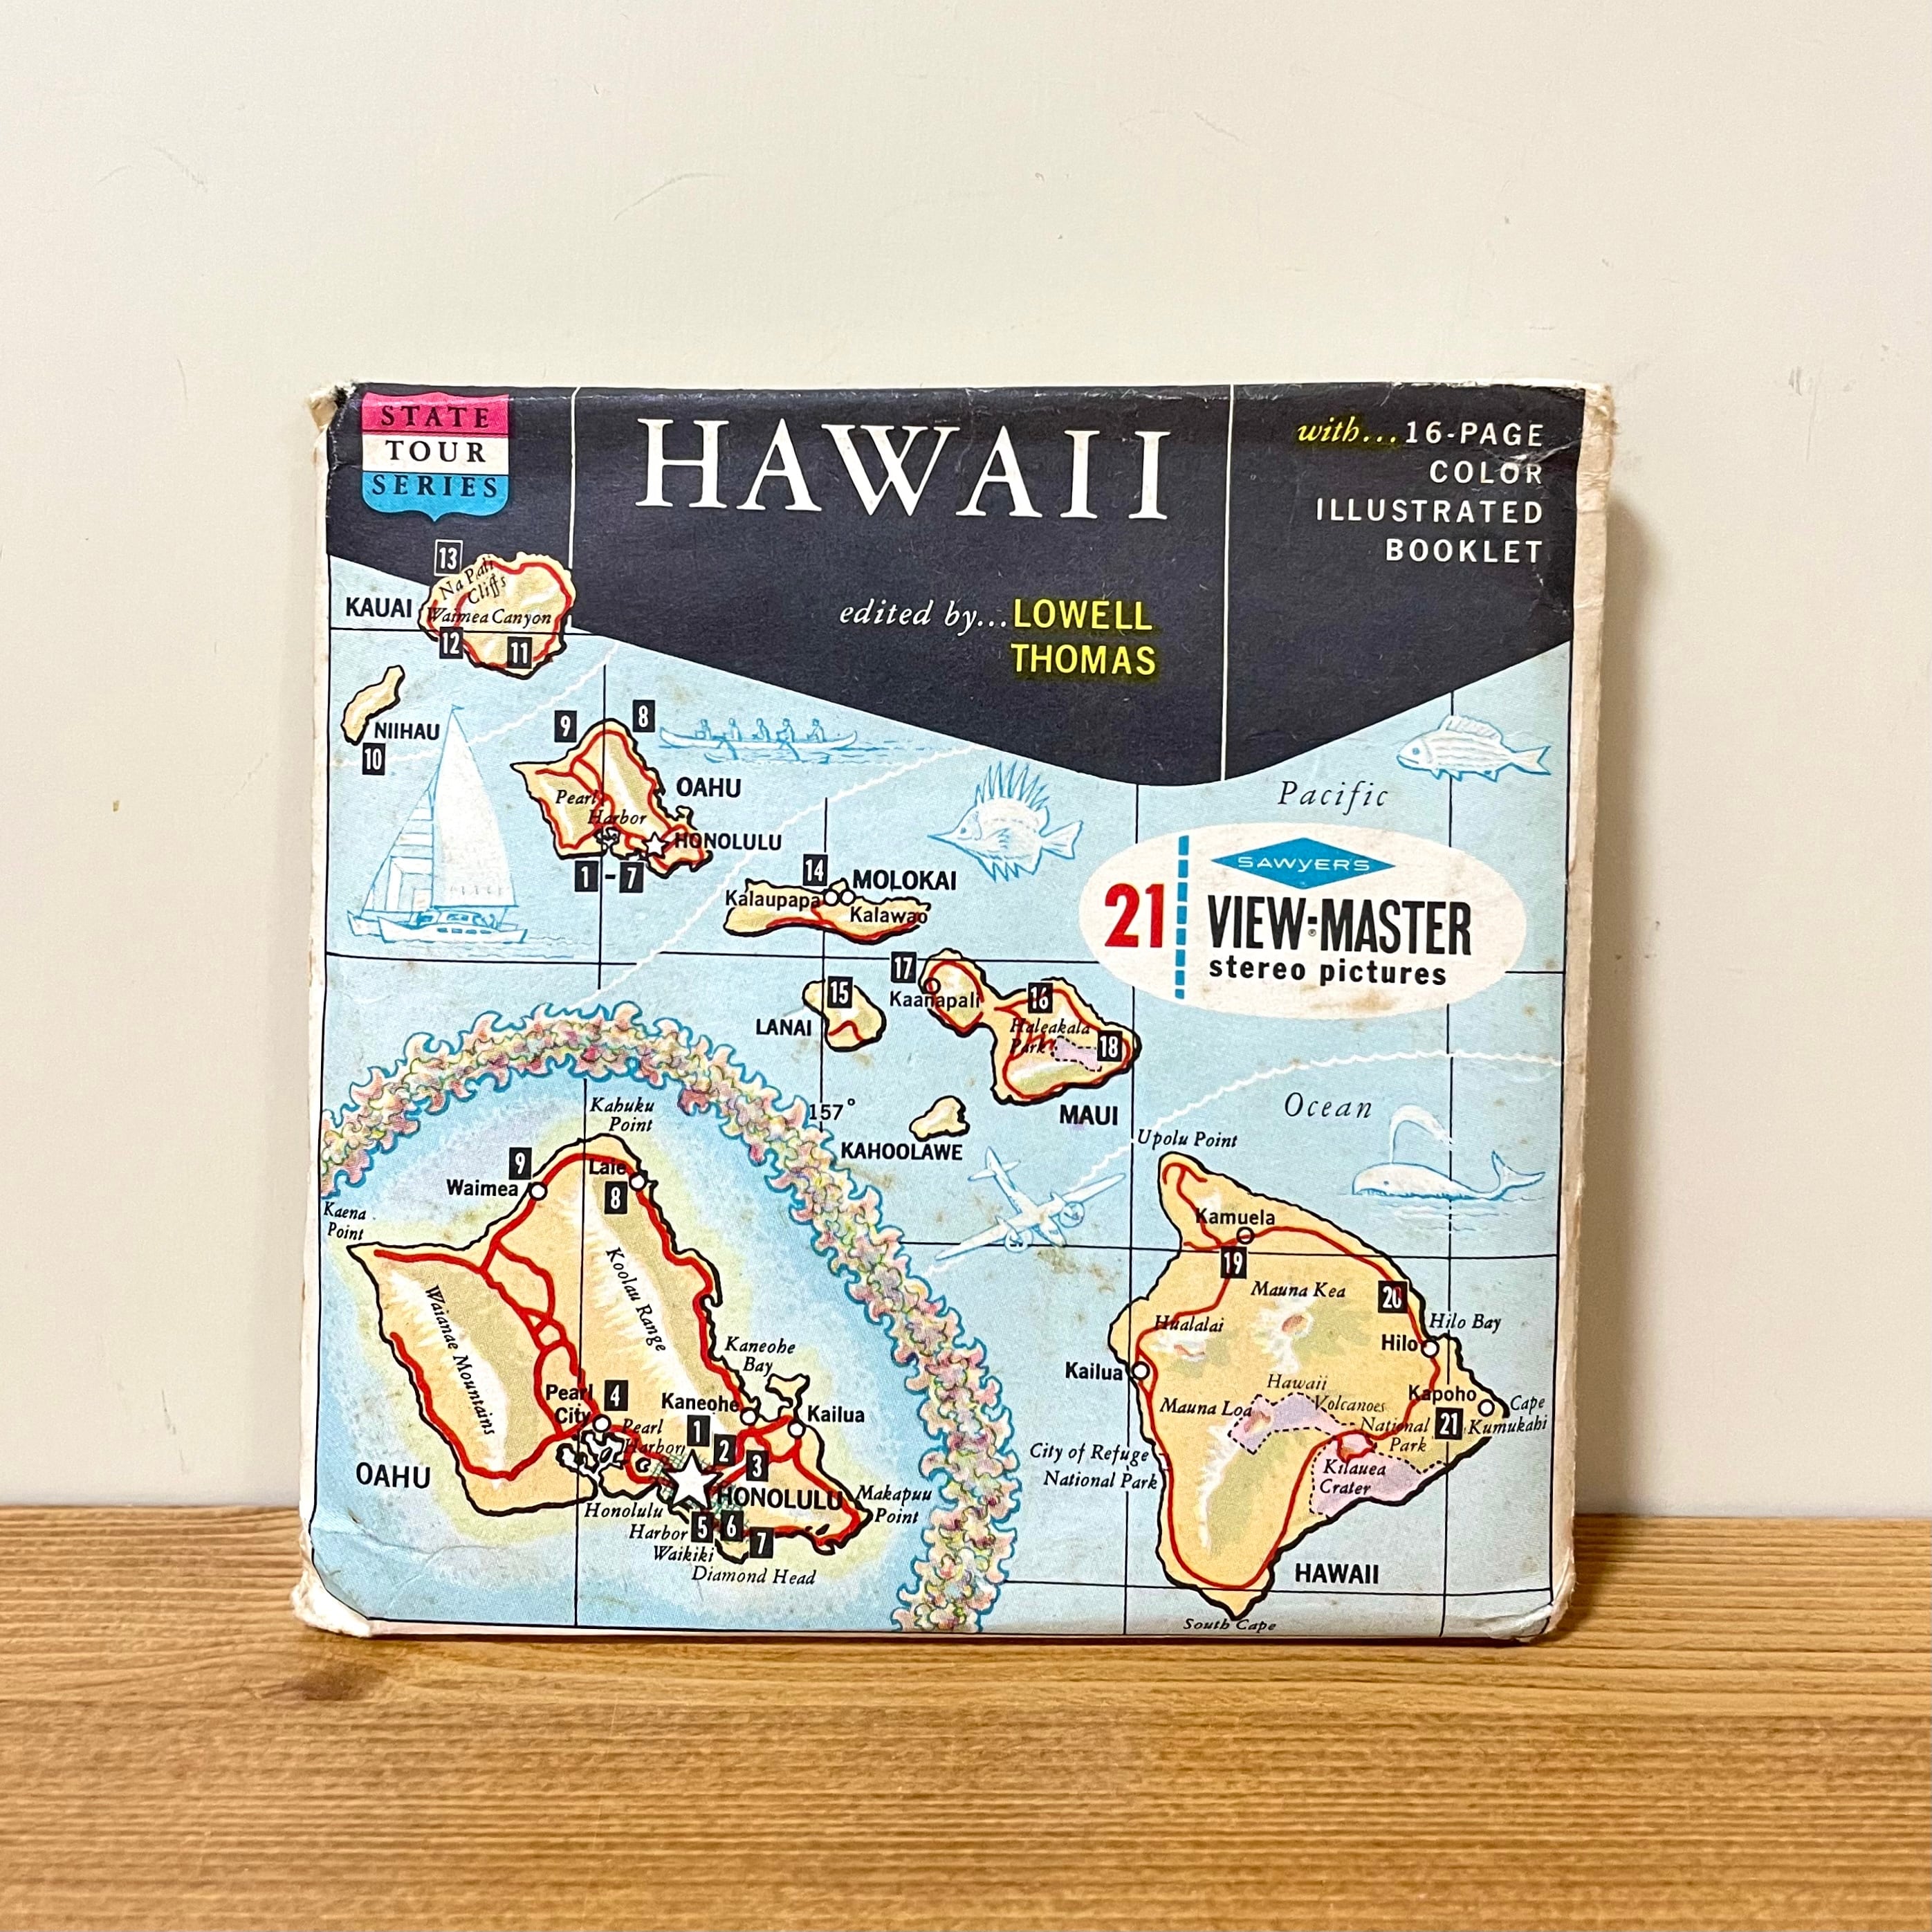 STATE
TOUR
SERIES
HAWAII
with...16-PAGE
COLOR
ILLUSTRATED
BOOKLET
edited by...LOWELL
THOMAS
13
Na Pali
Cliffs
KAUAI
Waimea Canyon
12
11
NIIHAU
10
9
8
OAHU
Pearl
Harbor
HONOLULU
1-7
Pacific
SAWYER'S
21
VIEW-MASTER
®
stereo pictures
14
MOLOKAI
Kalaupapa
Kalawao
17
Kaanapali
15
LANAI
16
Haleakala
Park
18
MAUI
157°
KAHOOLAWE
Ocean
Kahuku
Point
9
Laie
Waimea
8
Kaena
Point
Koolau Range
Waianae Mountains
Kaneohe
Bay
Pearl
City
4
Kaneohe
Kailua
1
Pearl
Harbor
2
3
OAHU
HONOLULU
Makapuu
Point
Honolulu
Harbor
5
6
7
Waikiki
Diamond Head
Upolu Point
Kamuela
19
Mauna Kea
20
Hualalai
Hilo Bay
Hilo
Kailua
Hawaii
Volcanoes
National
Park
Kapoho
Cape
Kumukahi
21
Mauna Loa
City of Refuge
National Park
Kilauea
Crater
HAWAII
South Cape